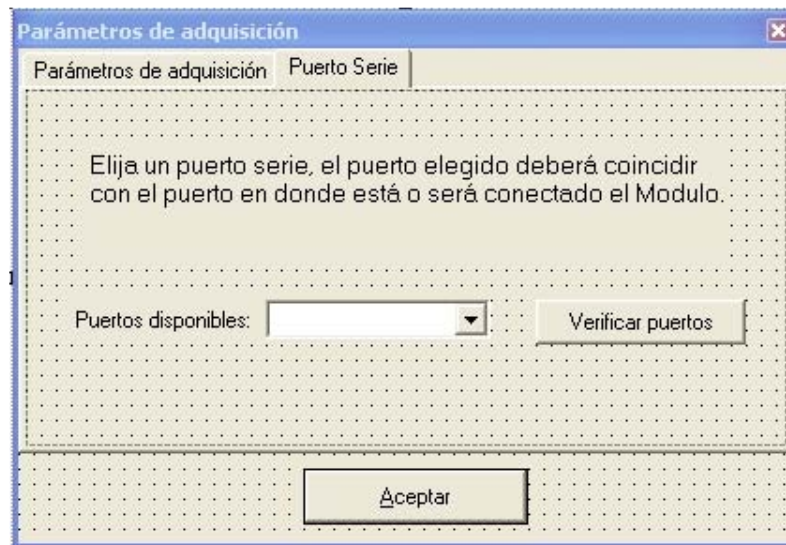 Parámetros de adquisición
Parámetros de adquisición Puerto Serie
Elija un puerto serie, el puerto elegido deberá coincidir
con el puerto en donde está o será conectado el Modulo.
Puertos disponibles: Verificar puertos
Aceptar